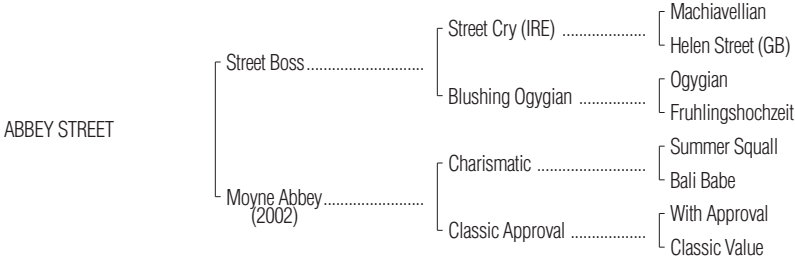 Machiavellian
Street Cry (IRE) ....................
Helen Street (GB)
Street Boss............................
Ogygian
Blushing Ogygian ................
Fruhlingshochzeit
ABBEY STREET
Summer Squall
Charismatic ..........................
Bali Babe
Moyne Abbey........................
(2002)
With Approval
Classic Approval ..................
Classic Value